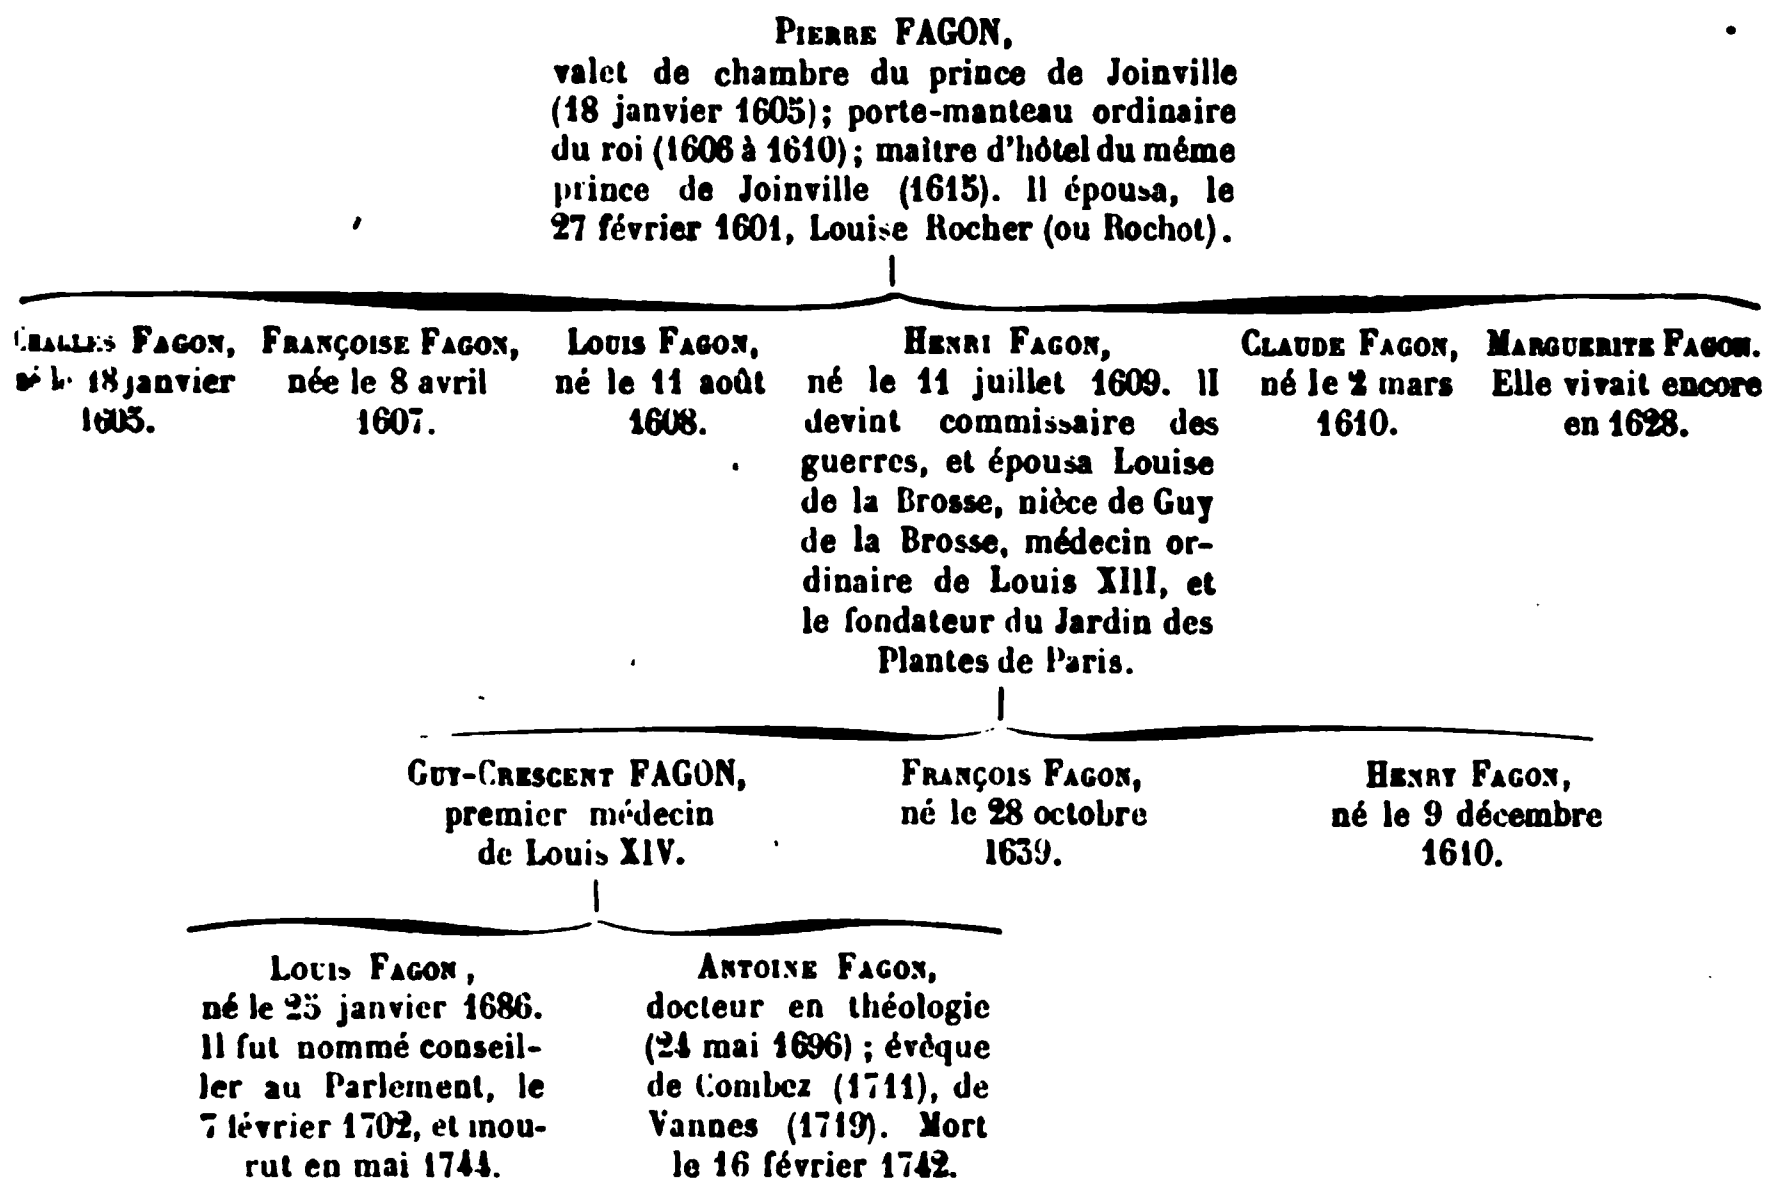 PIERRE FAGON,
valet de chambre du prince de Joinville
(18 janvier 1605); porte-manteau ordinaire
du roi (1606 à 1610); maître d'hôtel du même
prince de Joinville (1615). Il épousa, le
27 février 1601, Louise Rocher (ou Rochot).
CHALLES FAGON,
né le 18 janvier
1605.
FRANÇOISE FAGON,
née le 8 avril
1607.
LOUIS FAGON,
né le 11 août
1608.
HENRI FAGON,
né le 11 juillet 1609. Il
devint commissaire des
guerres, et épousa Louise
de la Brosse, nièce de Guy
de la Brosse, médecin or-
dinaire de Louis XIII, et
le fondateur du Jardin des
Plantes de Paris.
CLAUDE FAGON,
né le 2 mars
1610.
MARGUERITE FAGON.
Elle vivait encore
en 1628.
GUY-CRESCENT FAGON,
premier médecin
de Louis XIV.
FRANÇOIS FAGON,
né le 28 octobre
1639.
HENRY FAGON,
né le 9 décembre
1610.
LOUIS FAGON,
né le 25 janvier 1686.
Il fut nommé conseil-
ler au Parlement, le
7 février 1702, et mou-
rut en mai 1744.
ANTOINE FAGON,
docteur en théologie
(24 mai 1696); évêque
de Combez (1711), de
Vannes (1719). Mort
le 16 février 1742.